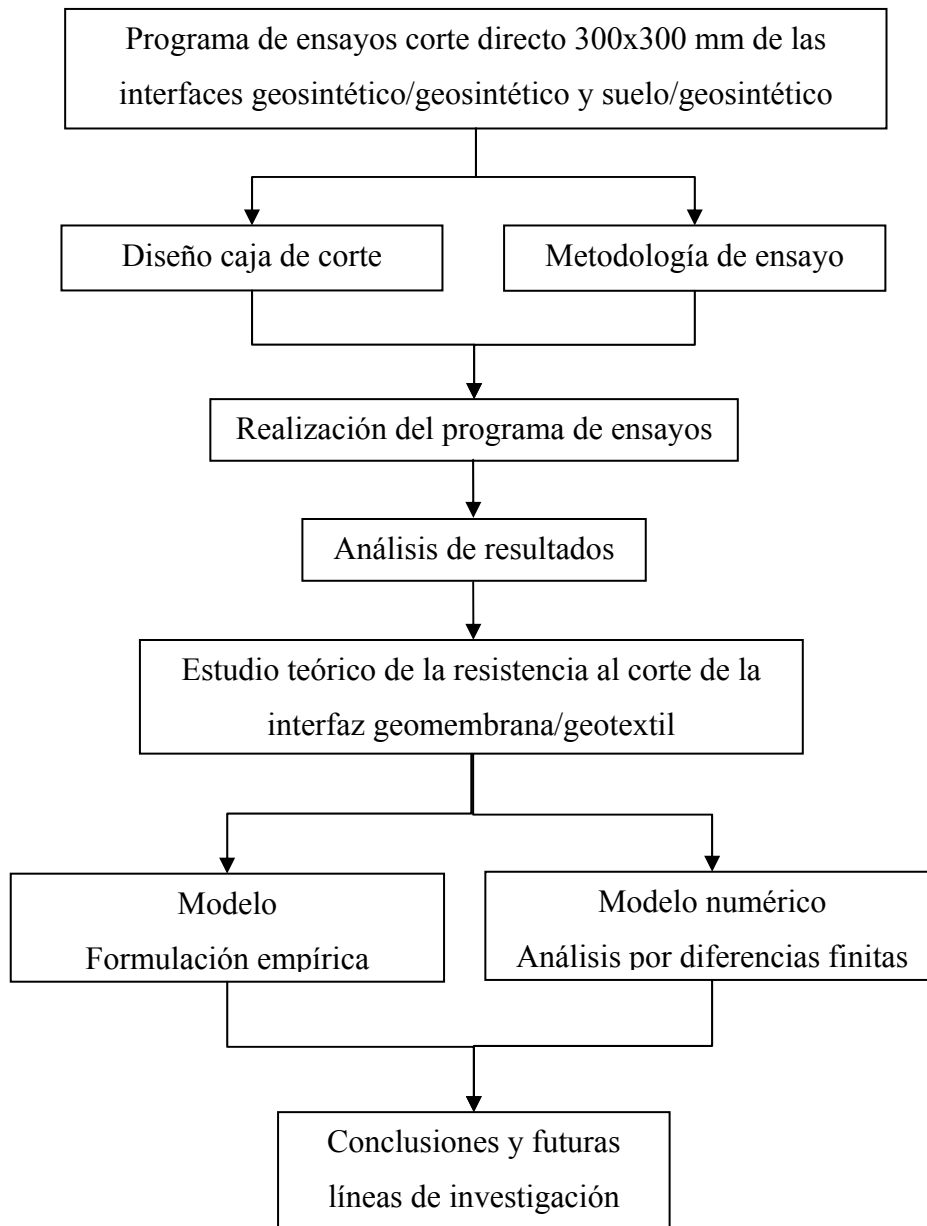 Programa de ensayos corte directo 300x300 mm de las
interfaces geosintético/geosintético y suelo/geosintético
Diseño caja de corte
Metodología de ensayo
Realización del programa de ensayos
Análisis de resultados
Estudio teórico de la resistencia al corte de la
interfaz geomembrana/geotextil
Modelo
Formulación empírica
Modelo numérico
Análisis por diferencias finitas
Conclusiones y futuras
líneas de investigación